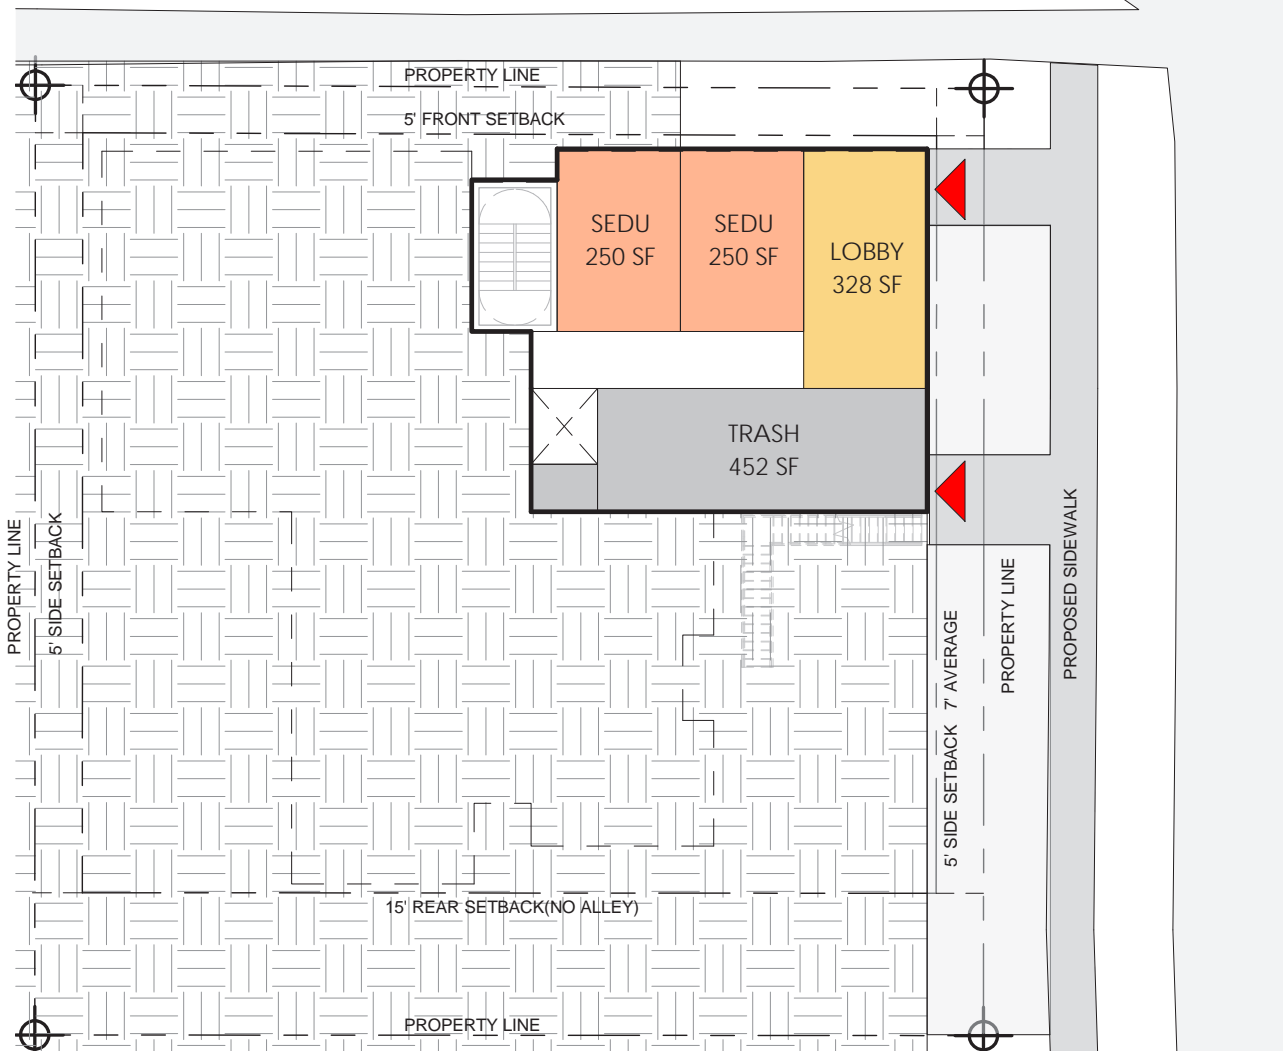 PROPERTY LINE
5' FRONT SETBACK
SEDU
250 SF
SEDU
250 SF
LOBBY
328 SF
TRASH
452 SF
PROPERTY LINE
5' SIDE SETBACK
5' SIDE SETBACK 7' AVERAGE
PROPERTY LINE
PROPOSED SIDEWALK
15' REAR SETBACK(NO ALLEY)
PROPERTY LINE